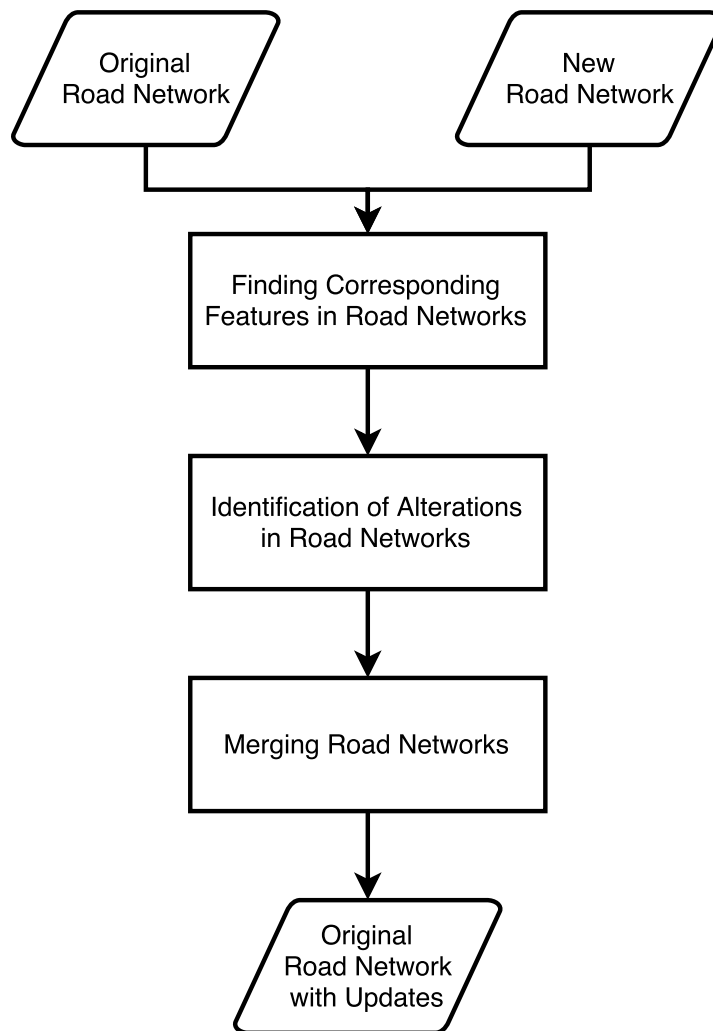 Original
Road Network
New
Road Network
Finding Corresponding
Features in Road Networks
Identification of Alterations
in Road Networks
Merging Road Networks
Original
Road Network
with Updates